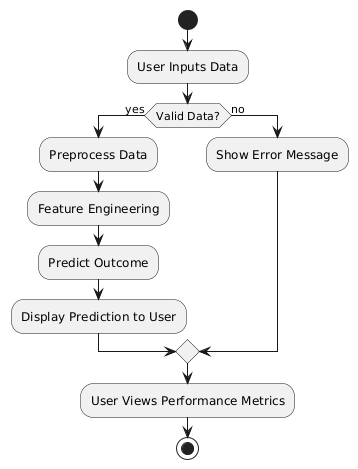 User Inputs Data
yes
Valid Data?
no
Preprocess Data
Show Error Message
Feature Engineering
Predict Outcome
Display Prediction to User
User Views Performance Metrics